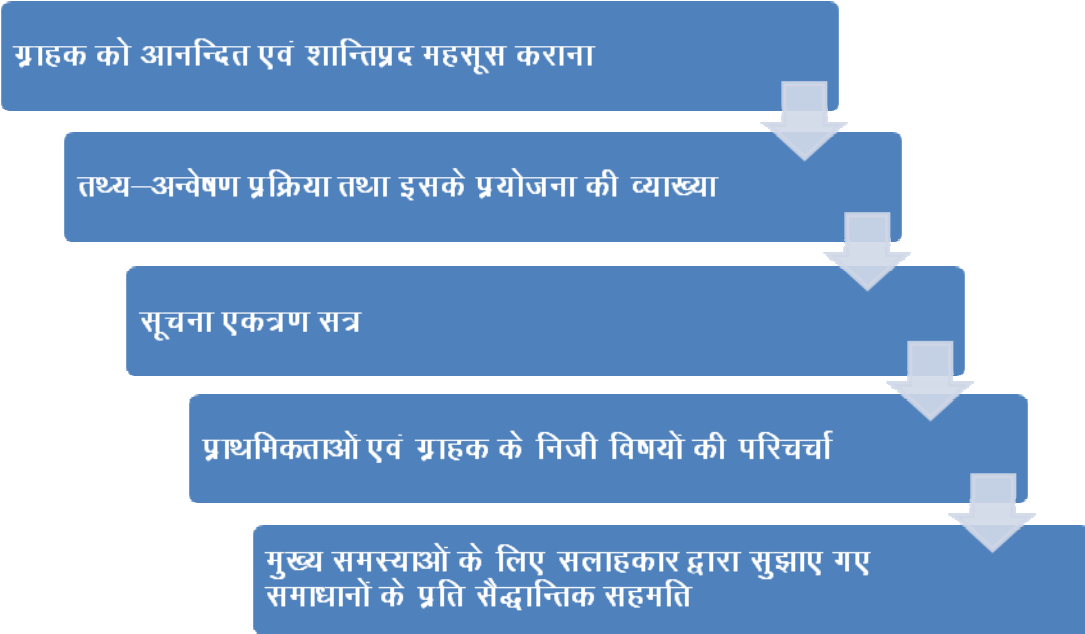 ग्राहक को आनन्दित एवं शान्तिप्रद महसूस कराना
तथ्य–अन्वेषण प्रक्रिया तथा इसके प्रयोजना की व्याख्या
सूचना एकत्रण सत्र
प्राथमिकताओं एवं ग्राहक के निजी विषयों की परिचर्चा
मुख्य समस्याओं के लिए सलाहकार द्वारा सुझाए गए
समाधानों के प्रति सैद्धान्तिक सहमति